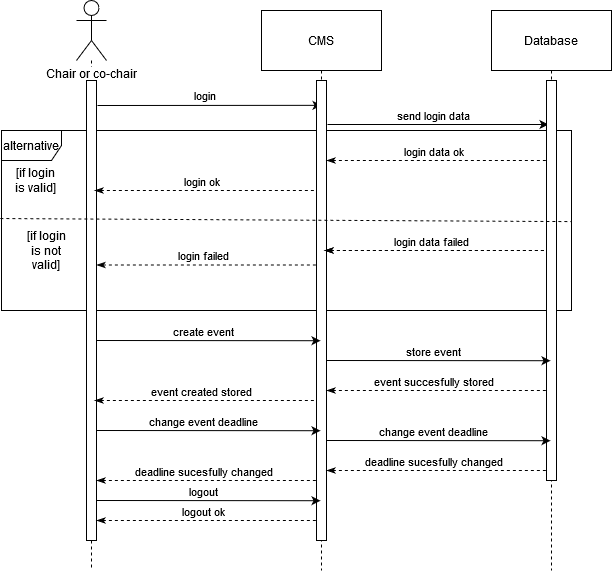 CMS
Database
Chair or co-chair
login
send login data
alternative
login data ok
[if login
is valid]
login ok
[if login
is not
valid]
login data failed
login failed
create event
store event
event succesfully stored
event created stored
change event deadline
change event deadline
deadline sucesfully changed
deadline sucesfully changed
logout
logout ok